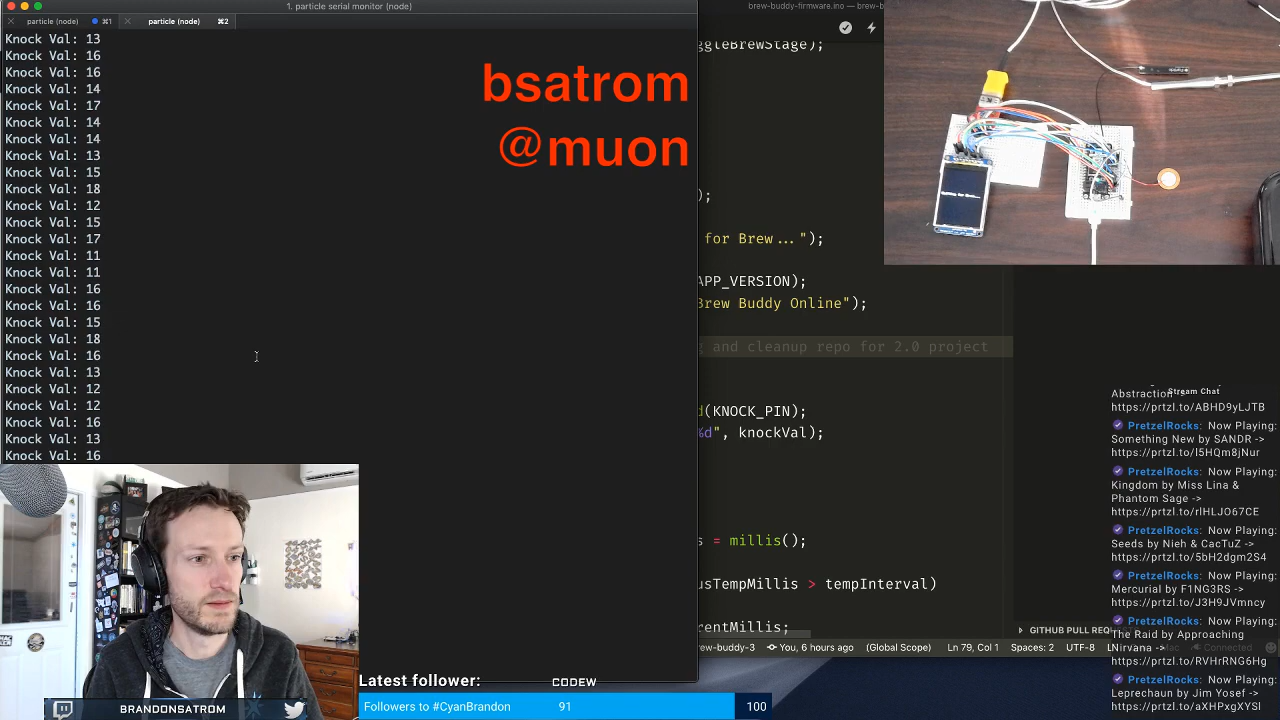 1. particle serial monitor (node)
particle (node) ⌘1
particle (node) ⌘2
Knock Val: 13
Knock Val: 16
Knock Val: 16
Knock Val: 14
Knock Val: 17
Knock Val: 14
Knock Val: 14
Knock Val: 13
Knock Val: 15
Knock Val: 18
Knock Val: 12
Knock Val: 15
Knock Val: 17
Knock Val: 11
Knock Val: 11
Knock Val: 16
Knock Val: 16
Knock Val: 15
Knock Val: 18
Knock Val: 16
Knock Val: 13
Knock Val: 12
Knock Val: 12
Knock Val: 16
Knock Val: 13
Knock Val: 16
bsatrom
@muon
brew-buddy-firmware.ino — brew-b
ggleBrewStage);
);
for Brew...");
APP_VERSION);
Brew Buddy Online");
g and cleanup repo for 2.0 project
d(KNOCK_PIN);
%d", knockVal);
s = millis();
usTempMillis > tempInterval)
rentMillis;
GITHUB PULL REQUE
rew-buddy-3 You, 6 hours ago (Global Scope) Ln 79, Col 1 Spaces: 2 UTF-8 Connected
Stream Chat
Abstraction ->
https://prtzl.to/ABHD9yLJTB
PretzelRocks: Now Playing:
Something New by SANDR ->
https://prtzl.to/l5HQm8jNur
PretzelRocks: Now Playing:
Kingdom by Miss Lina &
Phantom Sage ->
https://prtzl.to/rlHLJO67CE
PretzelRocks: Now Playing:
Seeds by Nieh & CacTuZ ->
https://prtzl.to/5bH2dgm2S4
PretzelRocks: Now Playing:
Mercurial by F1NG3RS ->
https://prtzl.to/J3H9JVmncy
PretzelRocks: Now Playing:
The Raid by Approaching
Nirvana ->
https://prtzl.to/RVHrRNG6Hg
PretzelRocks: Now Playing:
Leprechaun by Jim Yosef ->
https://prtzl.to/aXHPxgXYSI
BRANDONSATROM
Latest follower: CODEW
Followers to #CyanBrandon 91 100